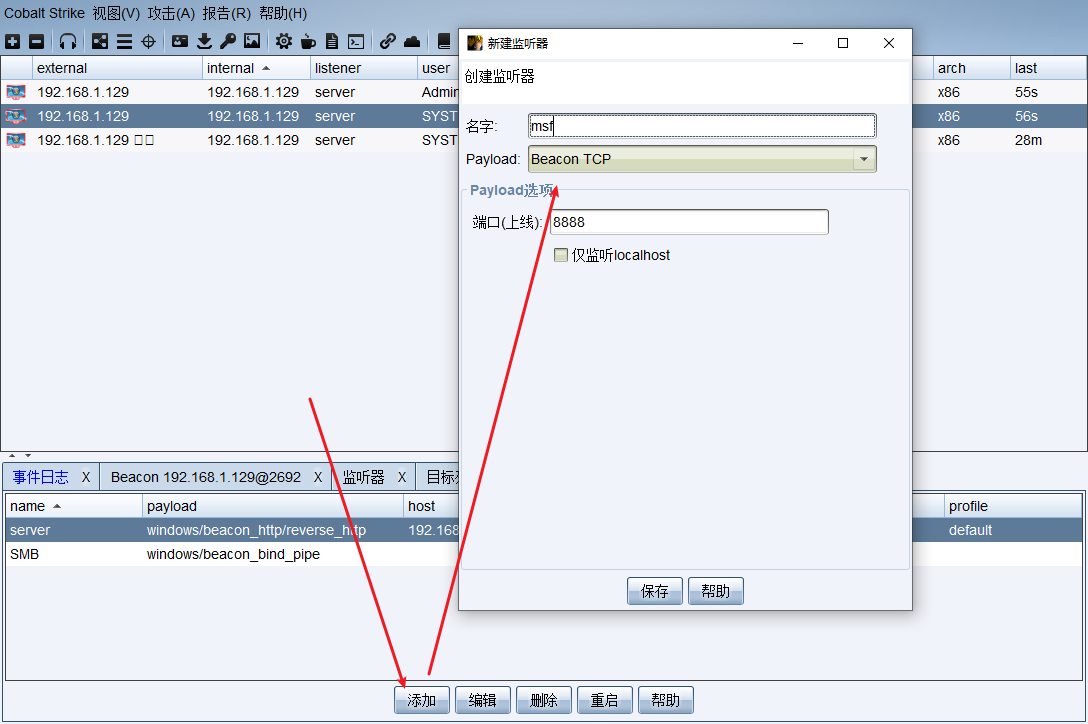 Cobalt Strike 视图(V) 攻击(A) 报告(R) 帮助(H)
external internal listener user arch last
192.168.1.129 192.168.1.129 server Admin x86 55s
192.168.1.129 192.168.1.129 server SYST x86 56s
192.168.1.129 192.168.1.129 server SYST x86 28m
新建监听器
创建监听器
名字: msf
Payload: Beacon TCP
Payload选项
端口(上线): 8888
仅监听localhost
保存 帮助
事件日志 X Beacon 192.168.1.129@2692 X 监听器 X 目标列
name payload host profile
server windows/beacon_http/reverse_http 192.168 default
SMB windows/beacon_bind_pipe
添加 编辑 删除 重启 帮助